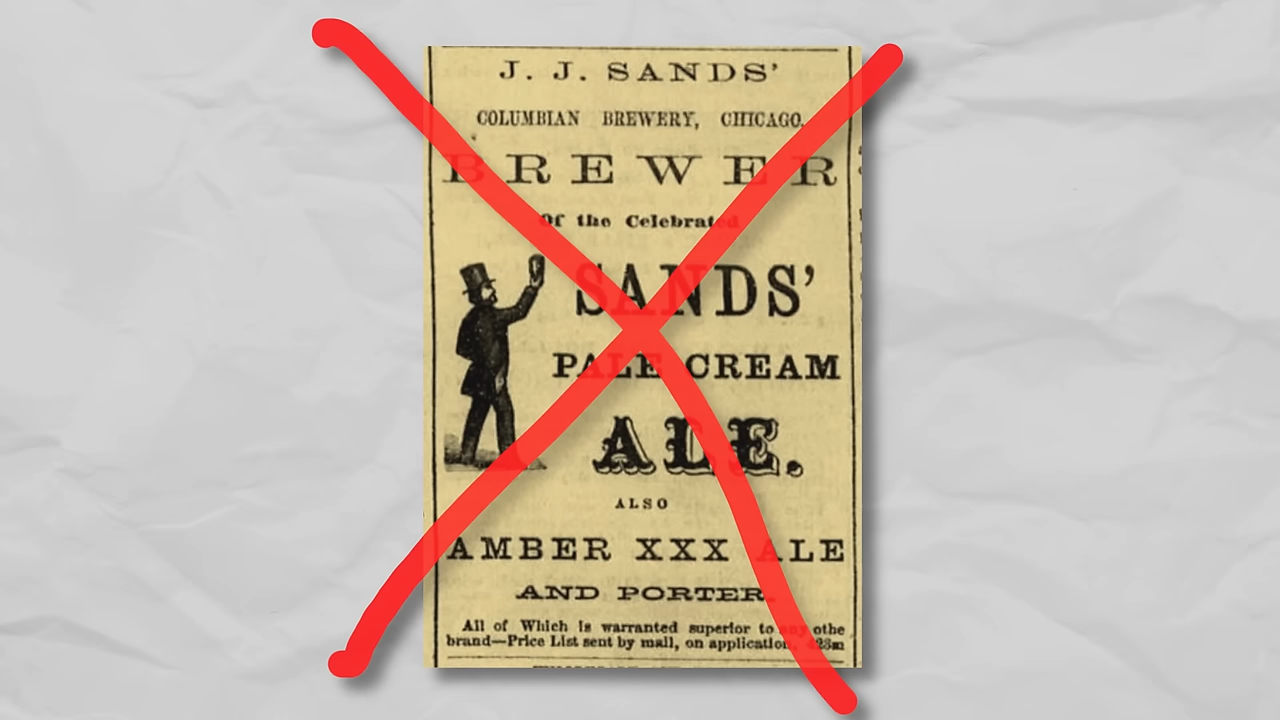 J. J. SANDS'
COLUMBIAN BREWERY, CHICAGO.
BREWER
Of the Celebrated
SANDS'
PALE CREAM
ALE.
ALSO
AMBER XXX ALE
AND PORTER.
All of Which is warranted superior to any othe
brand—Price List sent by mail, on application.